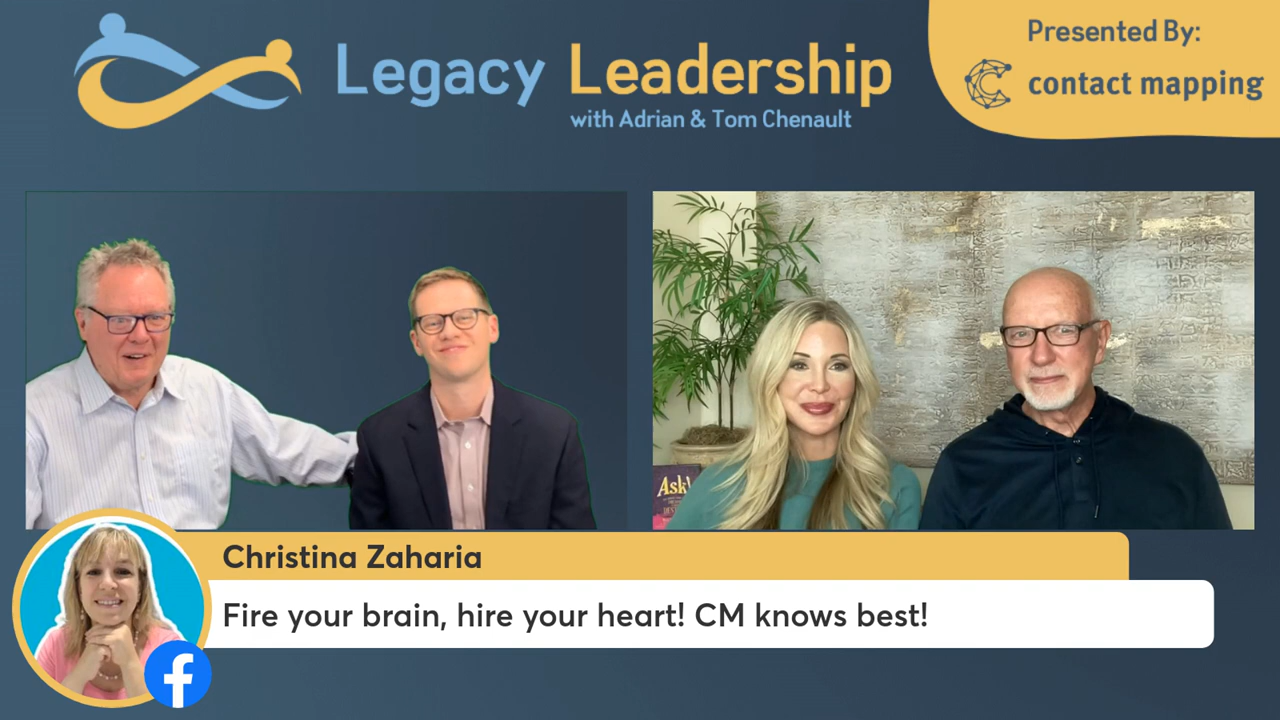 Legacy Leadership
with Adrian & Tom Chenault
Presented By:
contact mapping
Ask!
Christina Zaharia
Fire your brain, hire your heart! CM knows best!